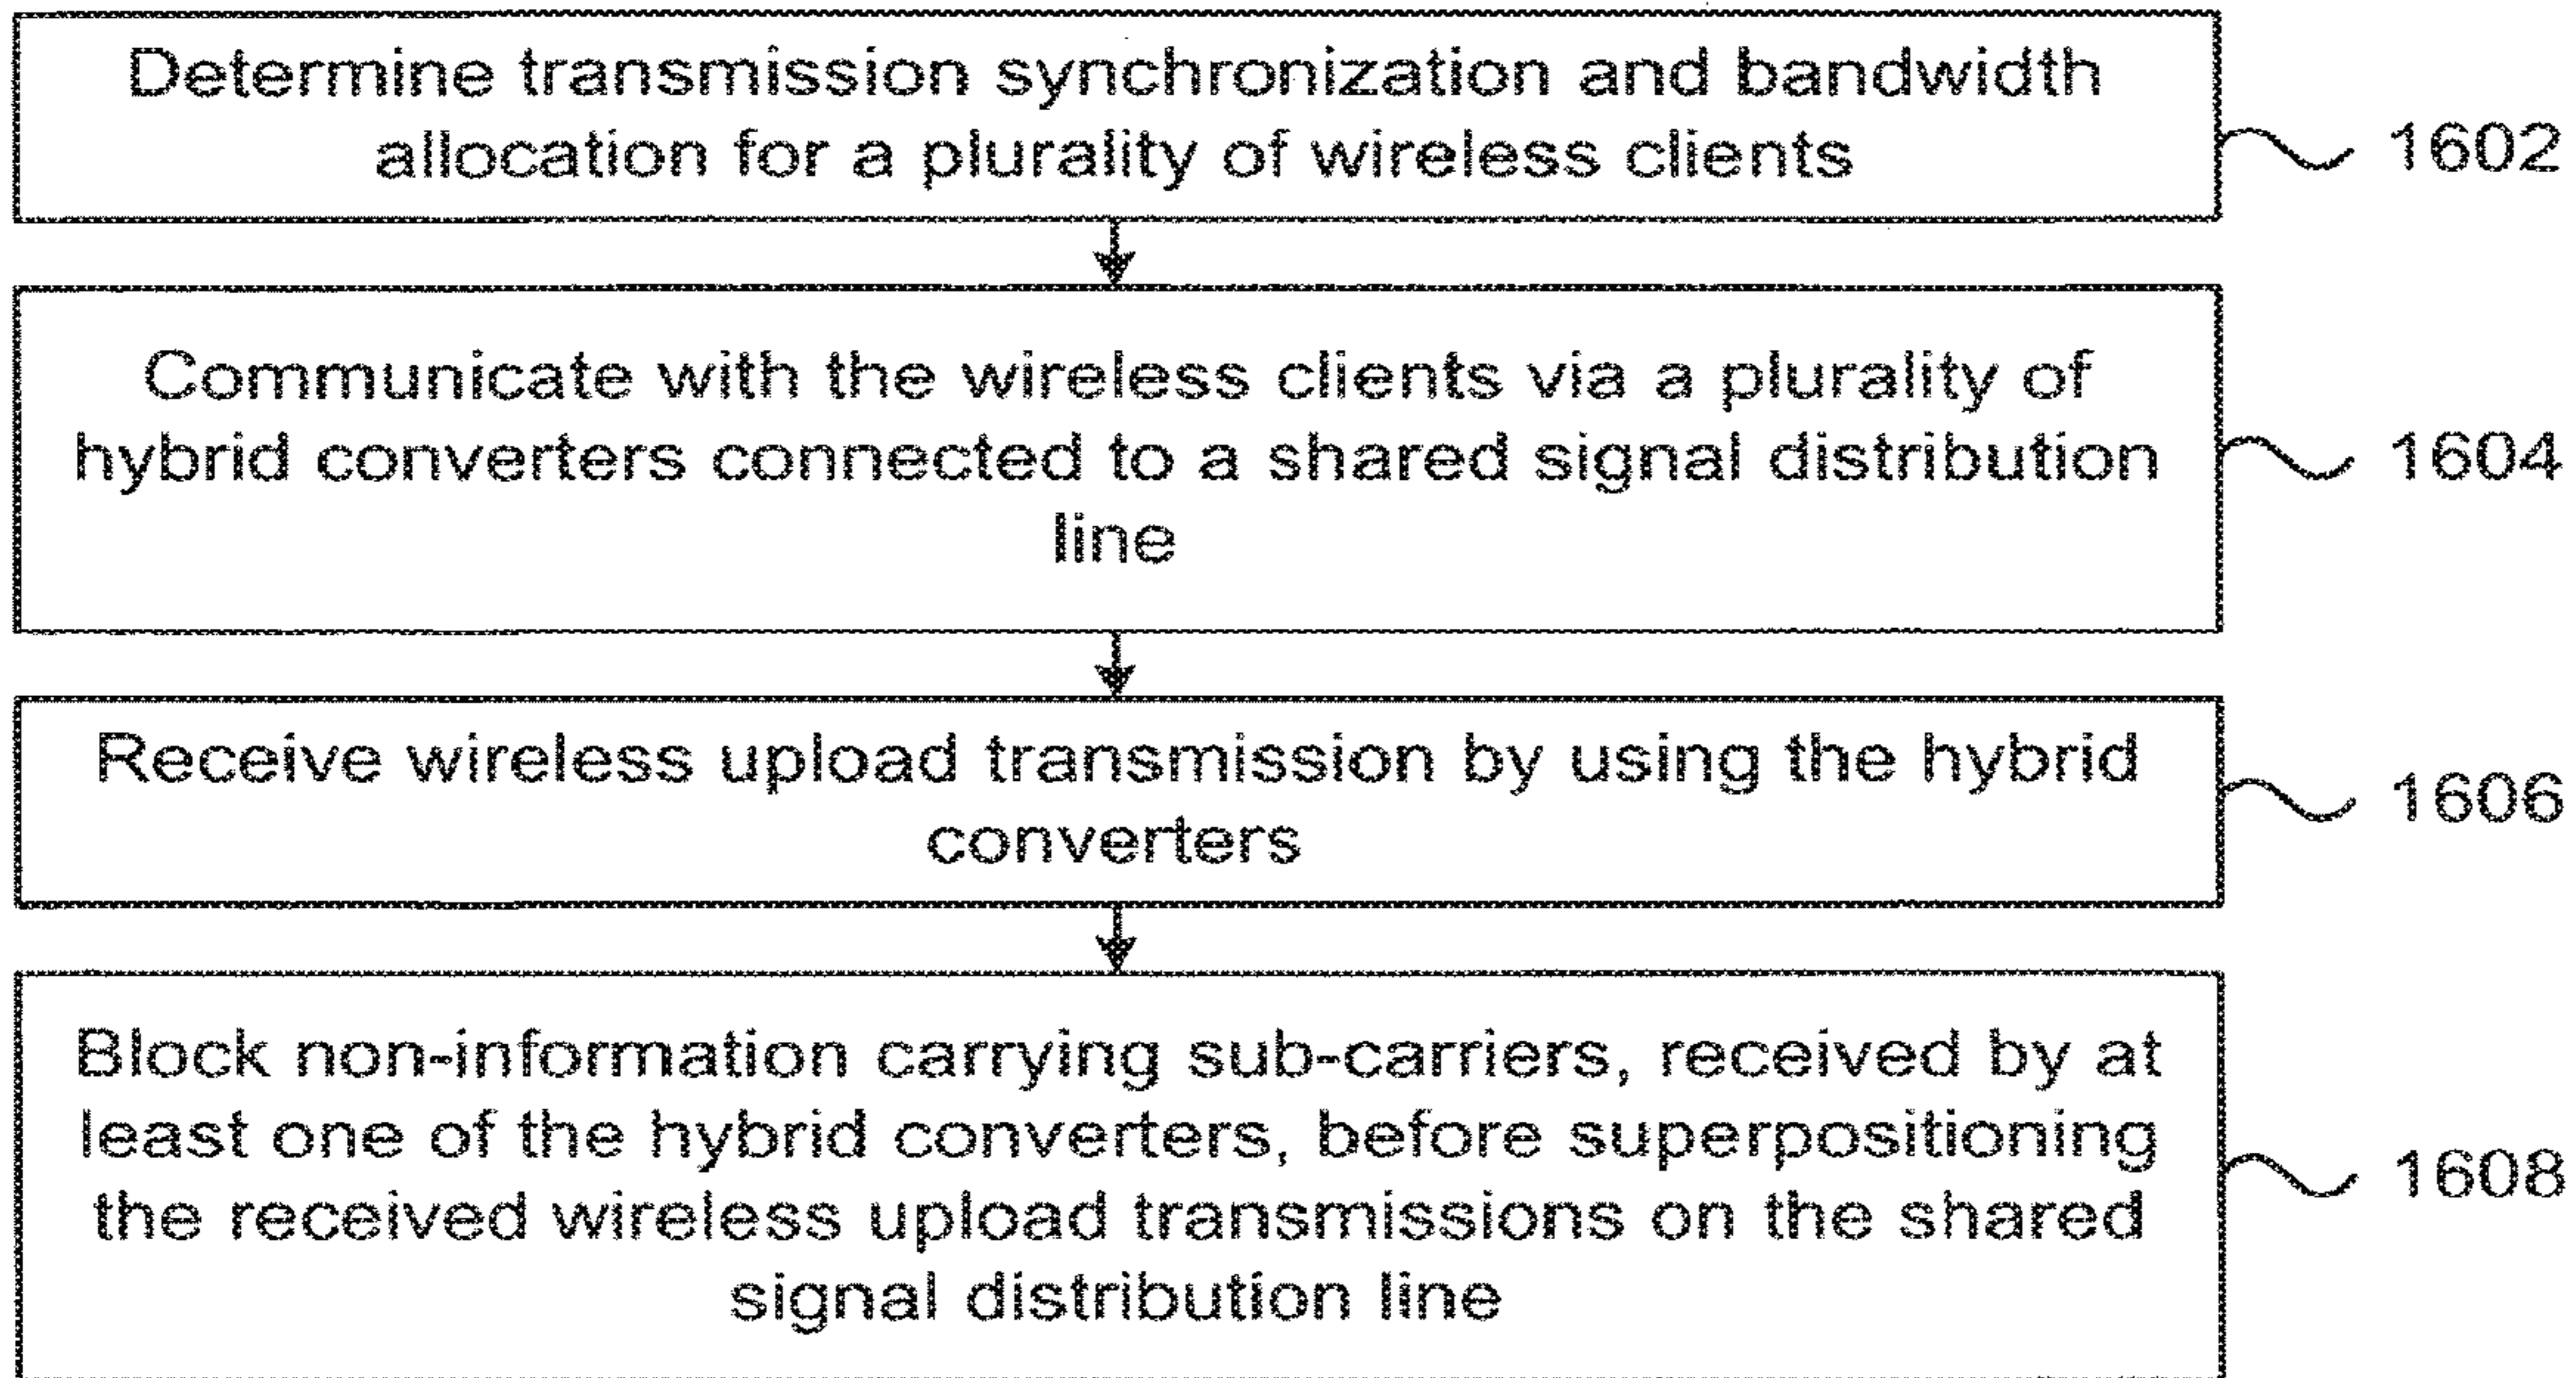 Determine transmission synchronization and bandwidth
allocation for a plurality of wireless clients
1602
Communicate with the wireless clients via a plurality of
hybrid converters connected to a shared signal distribution
line
1604
Receive wireless upload transmission by using the hybrid
converters
1606
Block non-information carrying sub-carriers, received by at
least one of the hybrid converters, before superpositioning
the received wireless upload transmissions on the shared
signal distribution line
1608